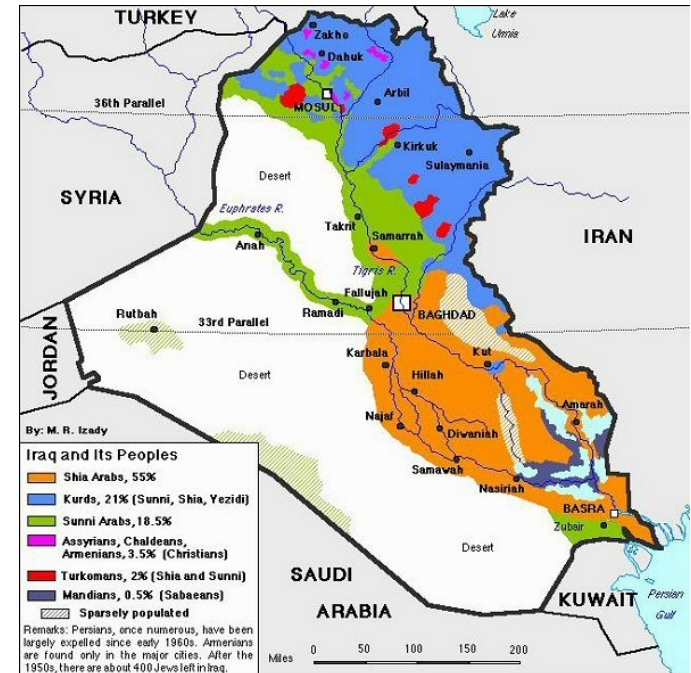 TURKEY
Lake
Urmia
Zakho
Dahuk
MOSUL
Arbil
36th Parallel
Kirkuk
Sulaymania
Desert
SYRIA
Euphrates R.
Takrit
Samarrah
IRAN
Anah
Tigris R.
Fallujah
Ramadi
BAGHDAD
Rutbah
33rd Parallel
JORDAN
Karbala
Kut
Desert
Hillah
Amarah
Najaf
Diwaniah
Samawah
Nasiriah
BASRA
Zubair
Desert
SAUDI
ARABIA
KUWAIT
Persian
Gulf
By: M. R. Izady
Iraq and Its Peoples
Shia Arabs, 55%
Kurds, 21% (Sunni, Shia, Yezidi)
Sunni Arabs, 18.5%
Assyrians, Chaldeans,
Armenians, 3.5% (Christians)
Turkomans, 2% (Shia and Sunni)
Mandians, 0.5% (Sabaeans)
Sparsely populated
Remarks: Persians, once numerous, have been
largely expelled since early 1960s. Armenians
are found only in the major cities. After the
1950s, there are about 400 Jews left in Iraq.
Miles 0 50 100 150 200